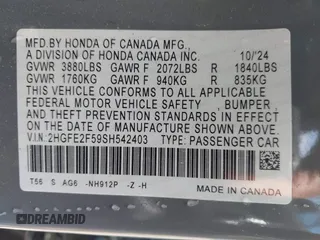 MFD. BY HONDA OF CANADA MFG.,
A DIVISION OF HONDA CANADA INC. 10/'24
GVWR 3880LBS GAWR F 2072LBS R 1840LBS
GVWR 1760KG GAWR F 940KG R 835KG
THIS VEHICLE CONFORMS TO ALL APPLICABLE
FEDERAL MOTOR VEHICLE SAFETY, BUMPER,
AND THEFT PREVENTION STANDARDS IN EFFECT
ON THE DATE OF MANUFACTURE SHOWN ABOVE.
V.I.N: 2HGFE2F59SH542403 TYPE: PASSENGER CAR
T56 S AG6 -NH912P -Z -H
MADE IN CANADA
DREAMBID